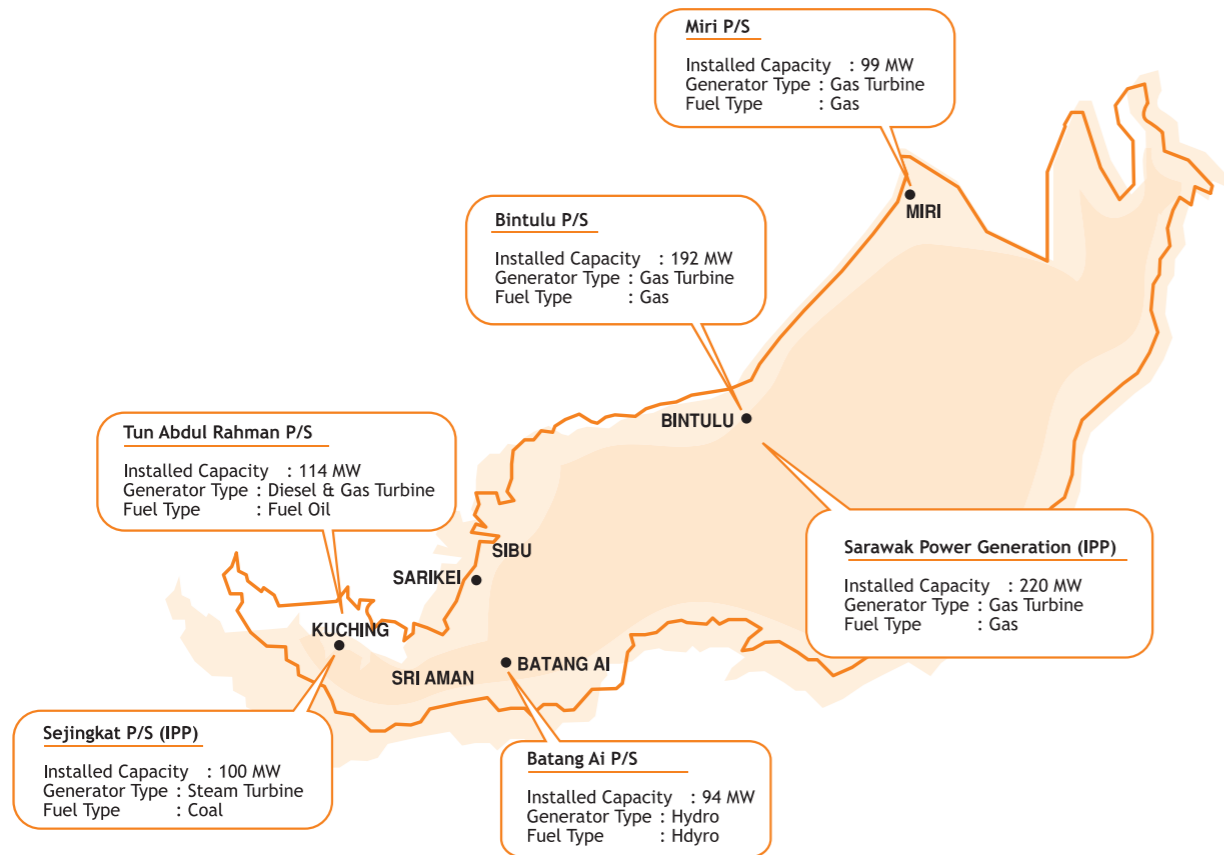 Miri P/S
Installed Capacity : 99 MW
Generator Type : Gas Turbine
Fuel Type : Gas
MIRI
Bintulu P/S
Installed Capacity : 192 MW
Generator Type : Gas Turbine
Fuel Type : Gas
BINTULU
Tun Abdul Rahman P/S
Installed Capacity : 114 MW
Generator Type : Diesel & Gas Turbine
Fuel Type : Fuel Oil
SIBU
SARIKEI
Sarawak Power Generation (IPP)
Installed Capacity : 220 MW
Generator Type : Gas Turbine
Fuel Type : Gas
KUCHING
SRI AMAN
BATANG AI
Sejingkat P/S (IPP)
Installed Capacity : 100 MW
Generator Type : Steam Turbine
Fuel Type : Coal
Batang Ai P/S
Installed Capacity : 94 MW
Generator Type : Hydro
Fuel Type : Hdyro